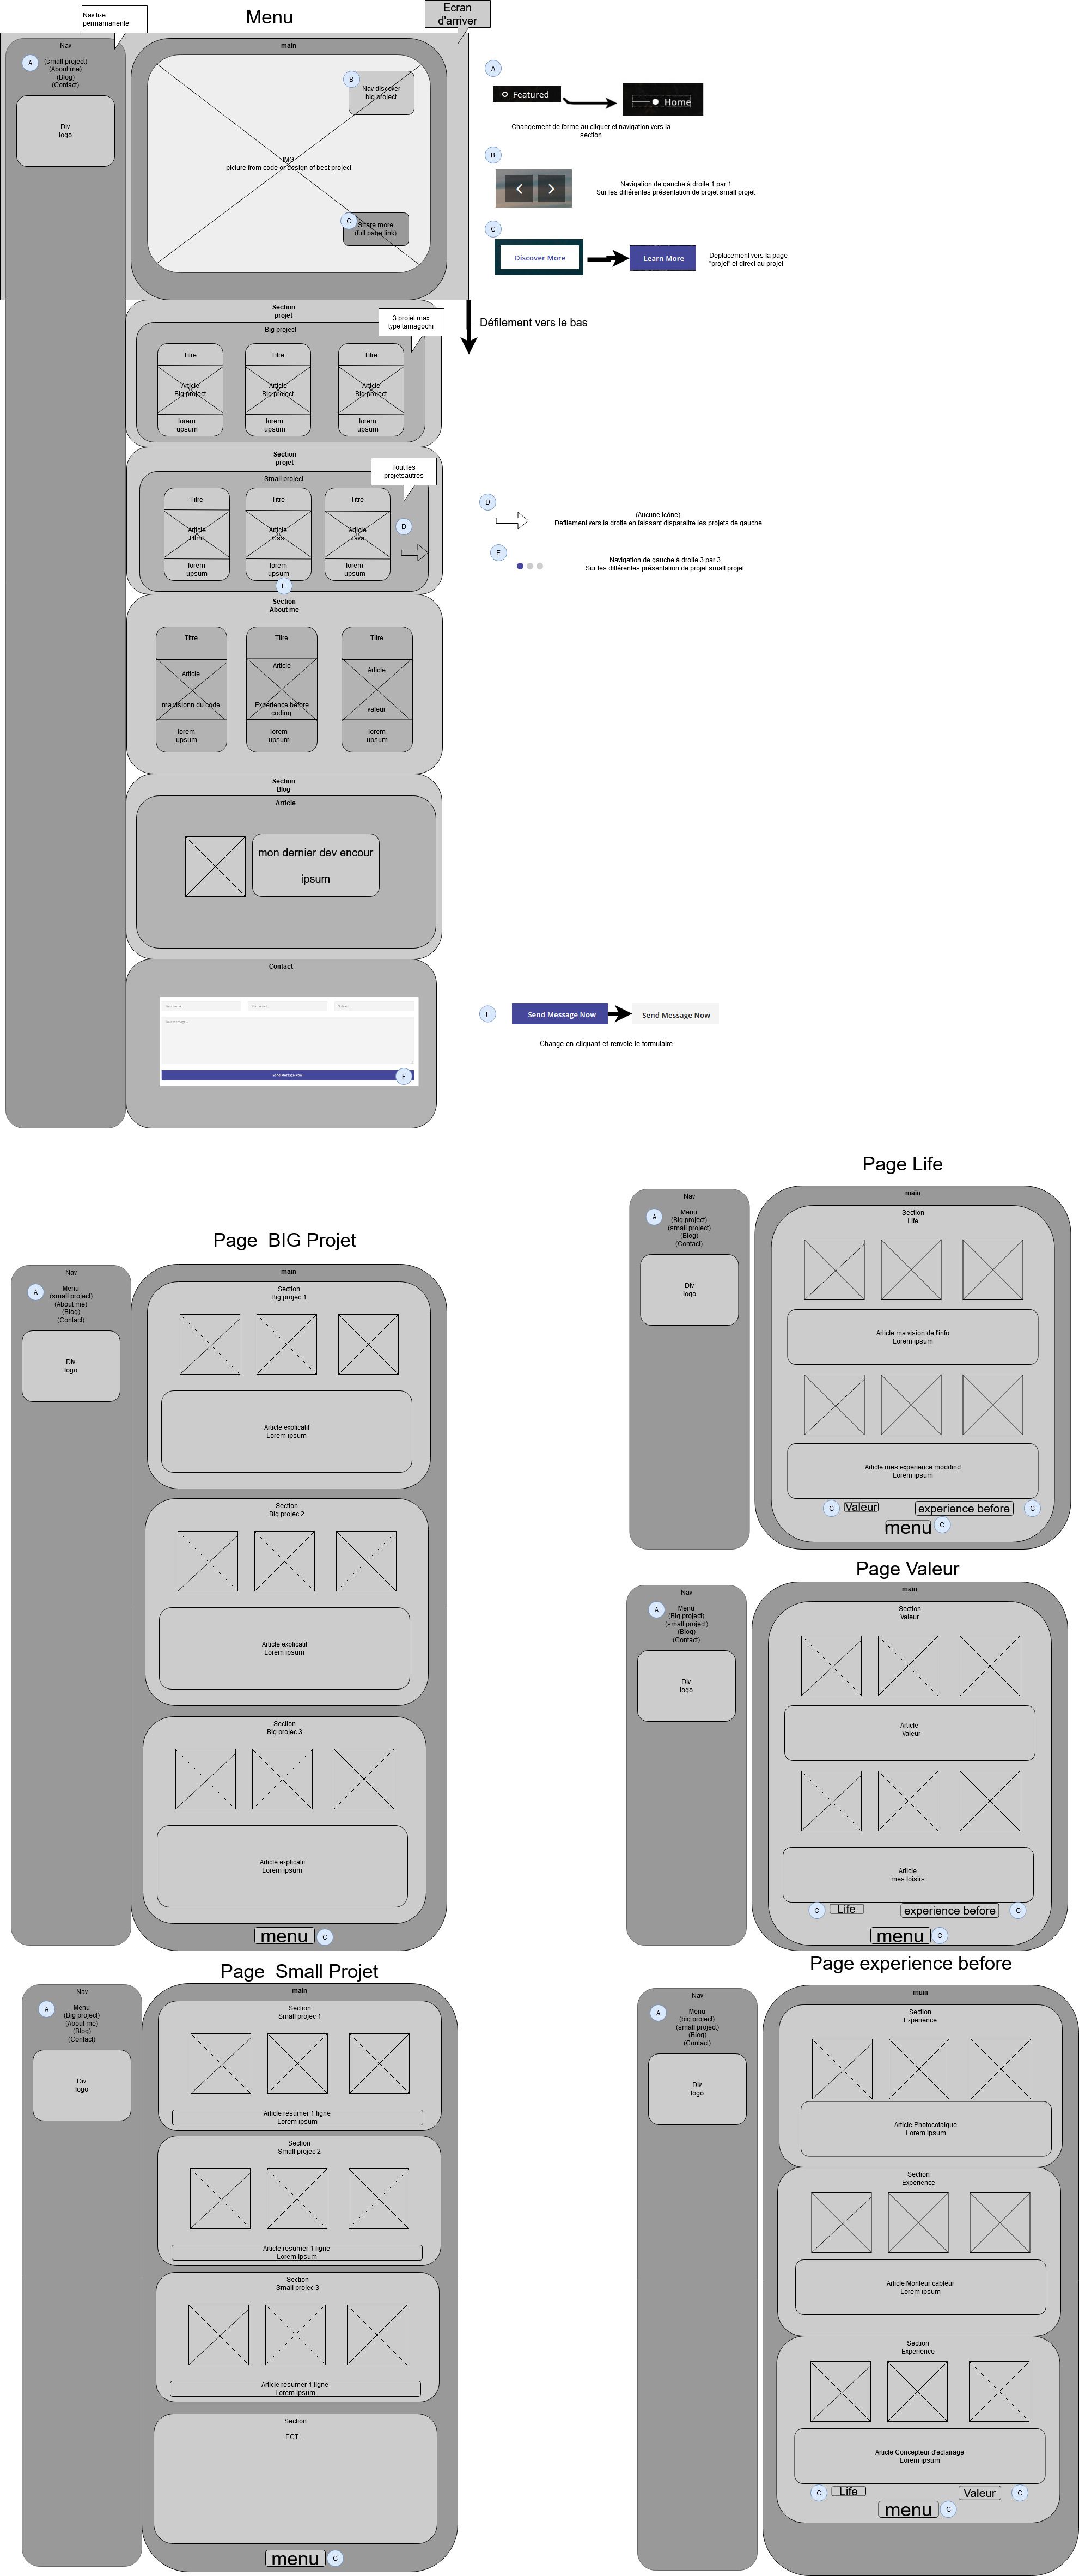 Menu
Nav fixe
permamanente
Ecran
d'arriver
Nav
A
(small project)
(About me)
(Blog)
(Contact)
Div
logo
main
B
Nav discover
big project
IMG
picture from code or design of best project
C
Share more
(full page link)
A
Featured
Home
Changement de forme au cliquer et navigation vers la
section
B
Navigation de gauche à droite 1 par 1
Sur les différentes présentation de projet small projet
C
Discover More
Learn More
Deplacement vers la page
"projet" et direct au projet
Défilement vers le bas
Section
projet
3 projet max
type tamagochi
Big project
Titre
Titre
Titre
Article
Big project
Article
Big project
Article
Big project
lorem
upsum
lorem
upsum
lorem
upsum
Section
projet
Tout les
projetsautres
Small project
Titre
Titre
Titre
Article
Html
Article
Css
Article
Java
D
lorem
upsum
lorem
upsum
lorem
upsum
E
D
(Aucune icône)
Defilement vers la droite en faissant disparaitre les projets de gauche
E
Navigation de gauche à droite 3 par 3
Sur les différentes présentation de projet small projet
Section
About me
Titre
Titre
Titre
Article
ma visionn du code
Article
Experience before
coding
Article
valeur
lorem
upsum
lorem
upsum
lorem
upsum
Section
Blog
Article
mon dernier dev encour
ipsum
Contact
Send Message Now
F
F
Send Message Now
Send Message Now
Change en cliquant et renvoie le formulaire
Page Life
Nav
A
Menu
(Big project)
(small project)
(Blog)
(Contact)
Div
logo
main
Section
Life
Article ma vision de l'info
Lorem ipsum
Article mes experience moddind
Lorem ipsum
C
Valeur
experience before
C
menu
C
Page BIG Projet
Nav
A
Menu
(small project)
(About me)
(Blog)
(Contact)
Div
logo
main
Section
Big projec 1
Article explicatif
Lorem ipsum
Section
Big projec 2
Article explicatif
Lorem ipsum
Section
Big projec 3
Article explicatif
Lorem ipsum
menu
C
Page Valeur
Nav
A
Menu
(Big project)
(small project)
(Blog)
(Contact)
Div
logo
main
Section
Valeur
Article
Valeur
Article
mes loisirs
C
Life
experience before
C
menu
C
Page Small Projet
Nav
A
Menu
(Big project)
(About me)
(Blog)
(Contact)
Div
logo
main
Section
Small projec 1
Article resumer 1 ligne
Lorem ipsum
Section
Small projec 2
Article resumer 1 ligne
Lorem ipsum
Section
Small projec 3
Article resumer 1 ligne
Lorem ipsum
Section
ECT...
menu
C
Page experience before
Nav
A
Menu
(big project)
(small project)
(Blog)
(Contact)
Div
logo
main
Section
Experience
Article Photocotaique
Lorem ipsum
Section
Experience
Article Monteur cableur
Lorem ipsum
Section
Experience
Article Concepteur d'eclairage
Lorem ipsum
C
Life
Valeur
C
menu
C